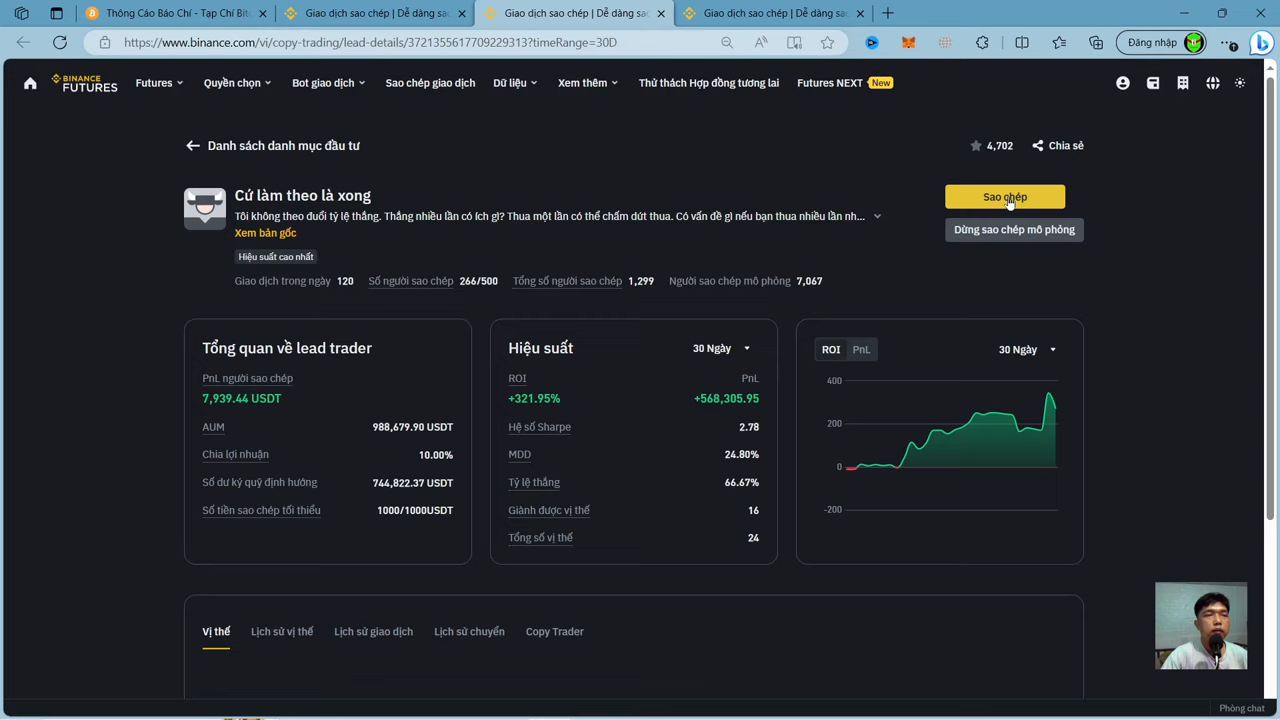 Thông Cáo Báo Chí - Tạp Chí Bit
Giao dịch sao chép | Dễ dàng sa
Giao dịch sao chép | Dễ dàng sa
Giao dịch sao chép | Dễ dàng sa
https://www.binance.com/vi/copy-trading/lead-details/3721355617709229313?timeRange=30D
Đăng nhập
BINANCE FUTURES
Futures
Quyền chọn
Bot giao dịch
Sao chép giao dịch
Dữ liệu
Xem thêm
Thử thách Hợp đồng tương lai
Futures NEXT New
Danh sách danh mục đầu tư
4,702
Chia sẻ
Cứ làm theo là xong
Sao chép
Tôi không theo đuổi tỷ lệ thắng. Thắng nhiều lần có ích gì? Thua một lần có thể chấm dứt thua. Có vấn đề gì nếu bạn thua nhiều lần nh...
Xem bản gốc
Dừng sao chép mô phỏng
Hiệu suất cao nhất
Giao dịch trong ngày 120 Số người sao chép 266/500 Tổng số người sao chép 1,299 Người sao chép mô phỏng 7,067
Tổng quan về lead trader
PnL người sao chép
7,939.44 USDT
AUM 988,679.90 USDT
Chia lợi nhuận 10.00%
Số dư ký quỹ định hướng 744,822.37 USDT
Số tiền sao chép tối thiểu 1000/1000USDT
Hiệu suất 30 Ngày
ROI PnL
+321.95% +568,305.95
Hệ số Sharpe 2.78
MDD 24.80%
Tỷ lệ thắng 66.67%
Giành được vị thế 16
Tổng số vị thế 24
ROI PnL 30 Ngày
400
200
0
-200
Vị thế Lịch sử vị thế Lịch sử giao dịch Lịch sử chuyển Copy Trader
Phòng chat